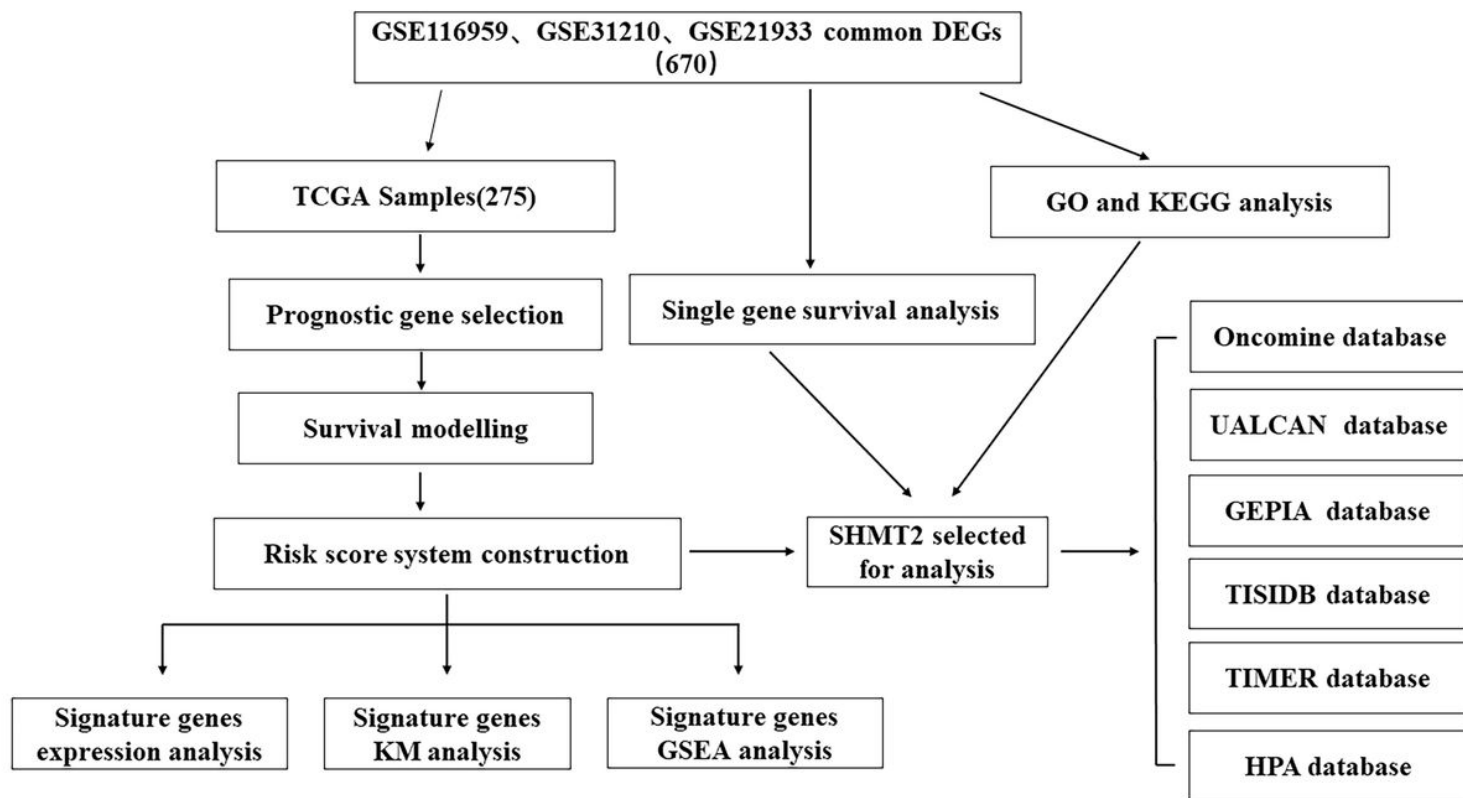 GSE116959、GSE31210、GSE21933 common DEGs
(670)
TCGA Samples(275)
GO and KEGG analysis
Prognostic gene selection
Single gene survival analysis
Oncomine database
UALCAN database
Survival modelling
GEPIA database
Risk score system construction
SHMT2 selected
for analysis
TISIDB database
TIMER database
Signature genes
expression analysis
Signature genes
KM analysis
Signature genes
GSEA analysis
HPA database